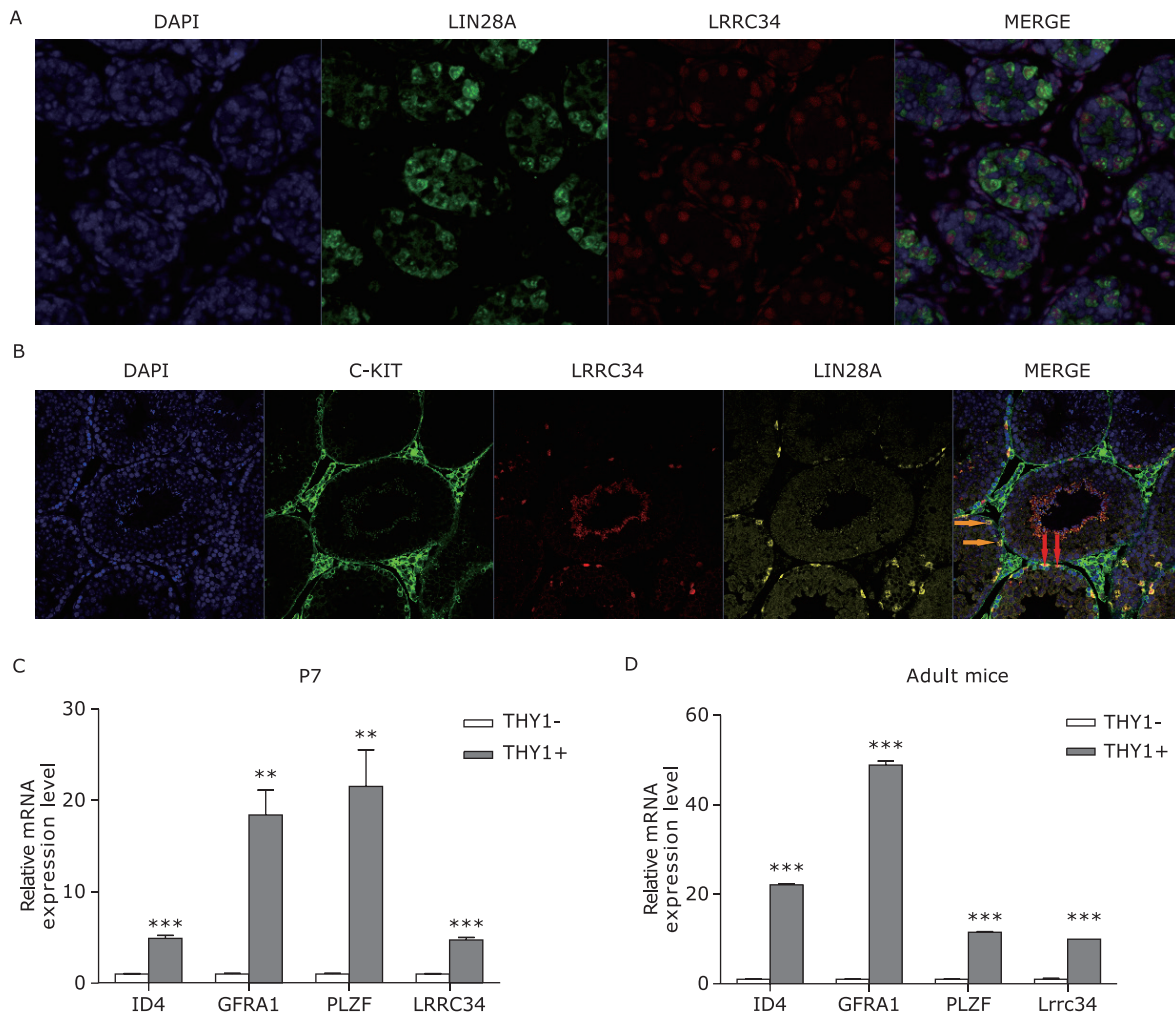 A
DAPI
LIN28A
LRRC34
MERGE
B
DAPI
C-KIT
LRRC34
LIN28A
MERGE
C
P7
Relative mRNA
expression level
30
20
10
0
THY1-
THY1+
***
**
**
***
ID4
GFRA1
PLZF
LRRC34
D
Adult mice
Relative mRNA
expression level
60
40
20
0
THY1-
THY1+
***
***
***
***
ID4
GFRA1
PLZF
Lrrc34